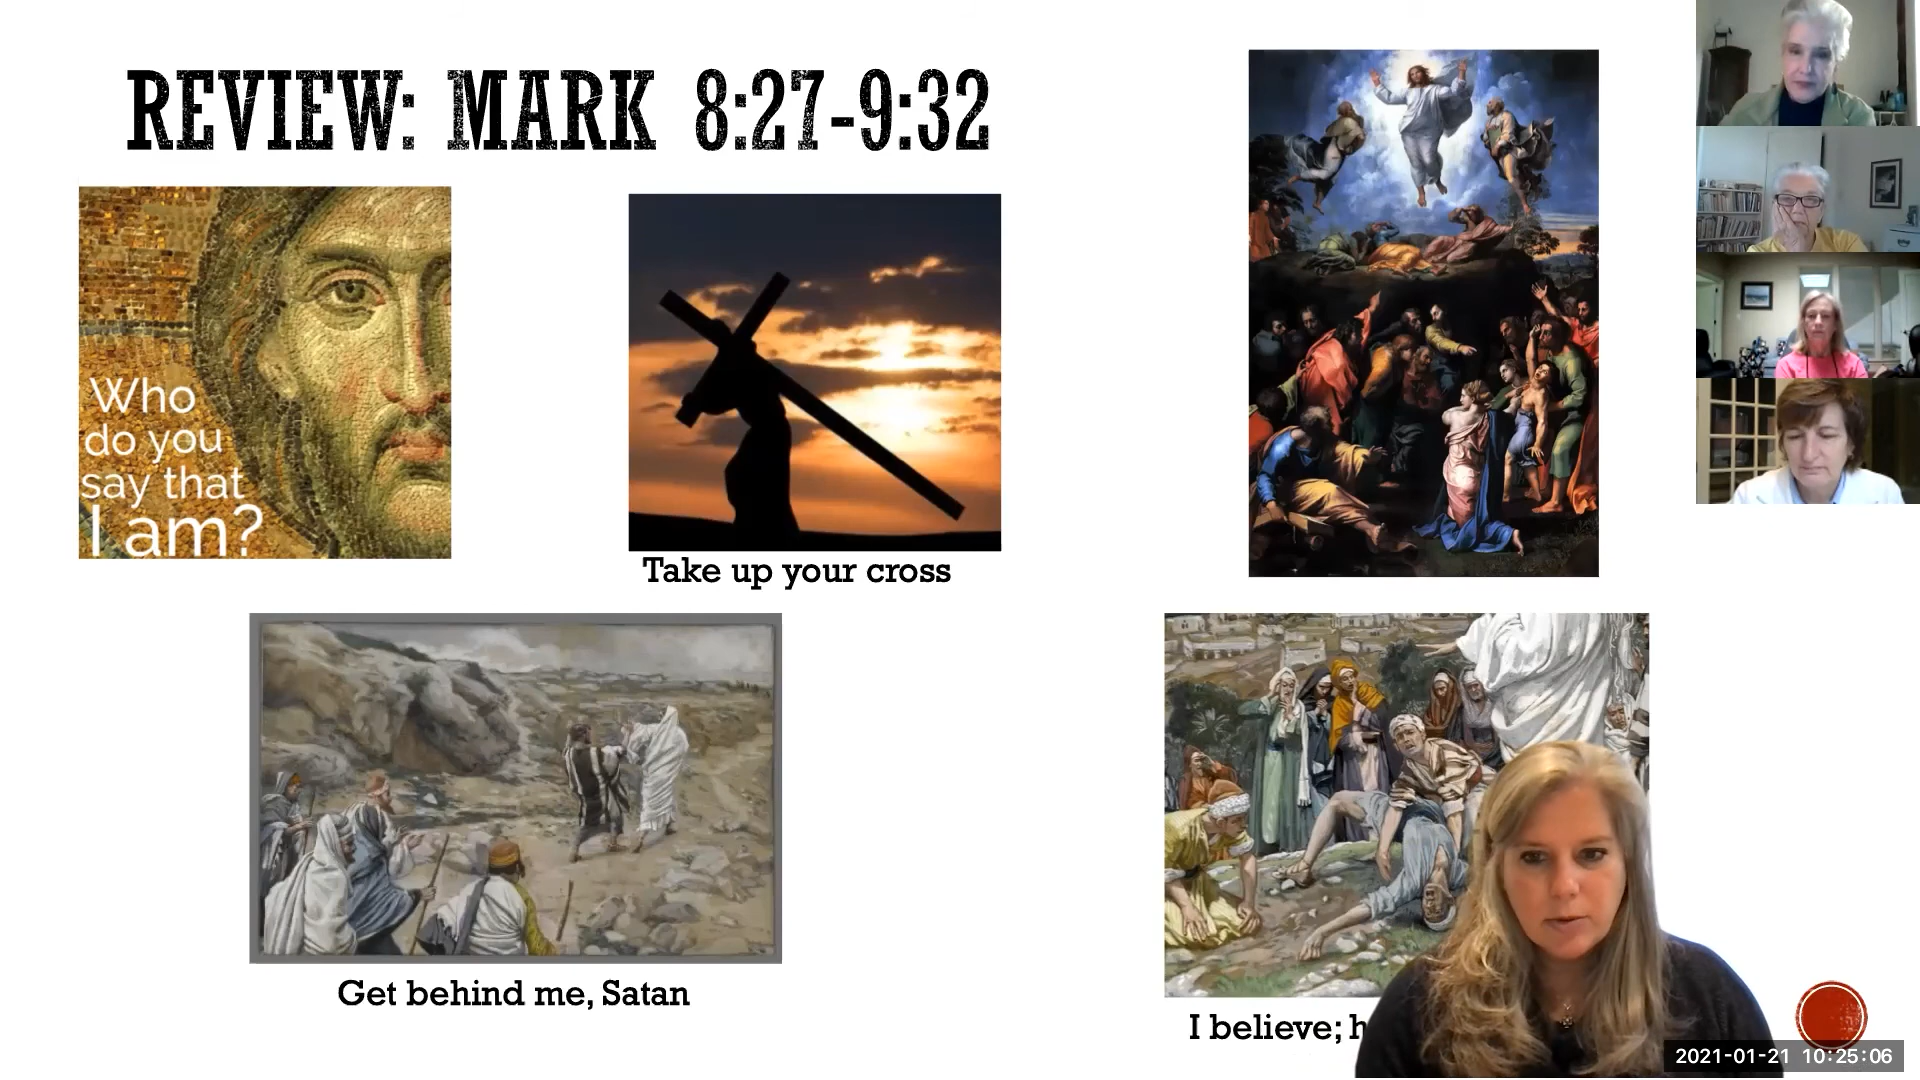 REVIEW: MARK 8:27-9:32
Who
do you
say that
I am?
Take up your cross
Get behind me, Satan
I believe;
2021-01-21 10:25:06